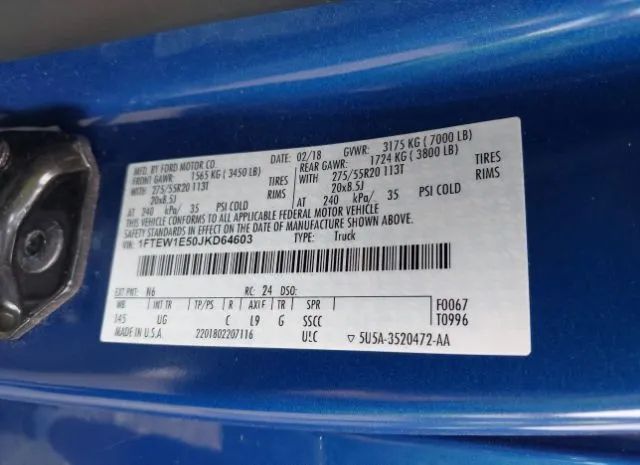 MFD. BY FORD MOTOR CO.
DATE: 02/18 GVWR: 3175 KG ( 7000 LB)
FRONT GAWR: 1565 KG ( 3450 LB) REAR GAWR: 1724 KG ( 3800 LB)
WITH 275/55R20 113T TIRES WITH 275/55R20 113T TIRES
20x8.5J RIMS 20x8.5J RIMS
AT 240 kPa/ 35 PSI COLD AT 240 kPa/ 35 PSI COLD
THIS VEHICLE CONFORMS TO ALL APPLICABLE FEDERAL MOTOR VEHICLE
SAFETY STANDARDS IN EFFECT ON THE DATE OF MANUFACTURE SHOWN ABOVE.
VIN: 1FTEW1E50JKD64603 TYPE: Truck
EXT PNT: N6 RC: 24 DSO:
WB INT TR TP/PS R AXLE TR SPR F0067
145 UG C L9 G SSCC T0996
MADE IN U.S.A. 2201802207116 ULC ▽ 5U5A-3520472-AA